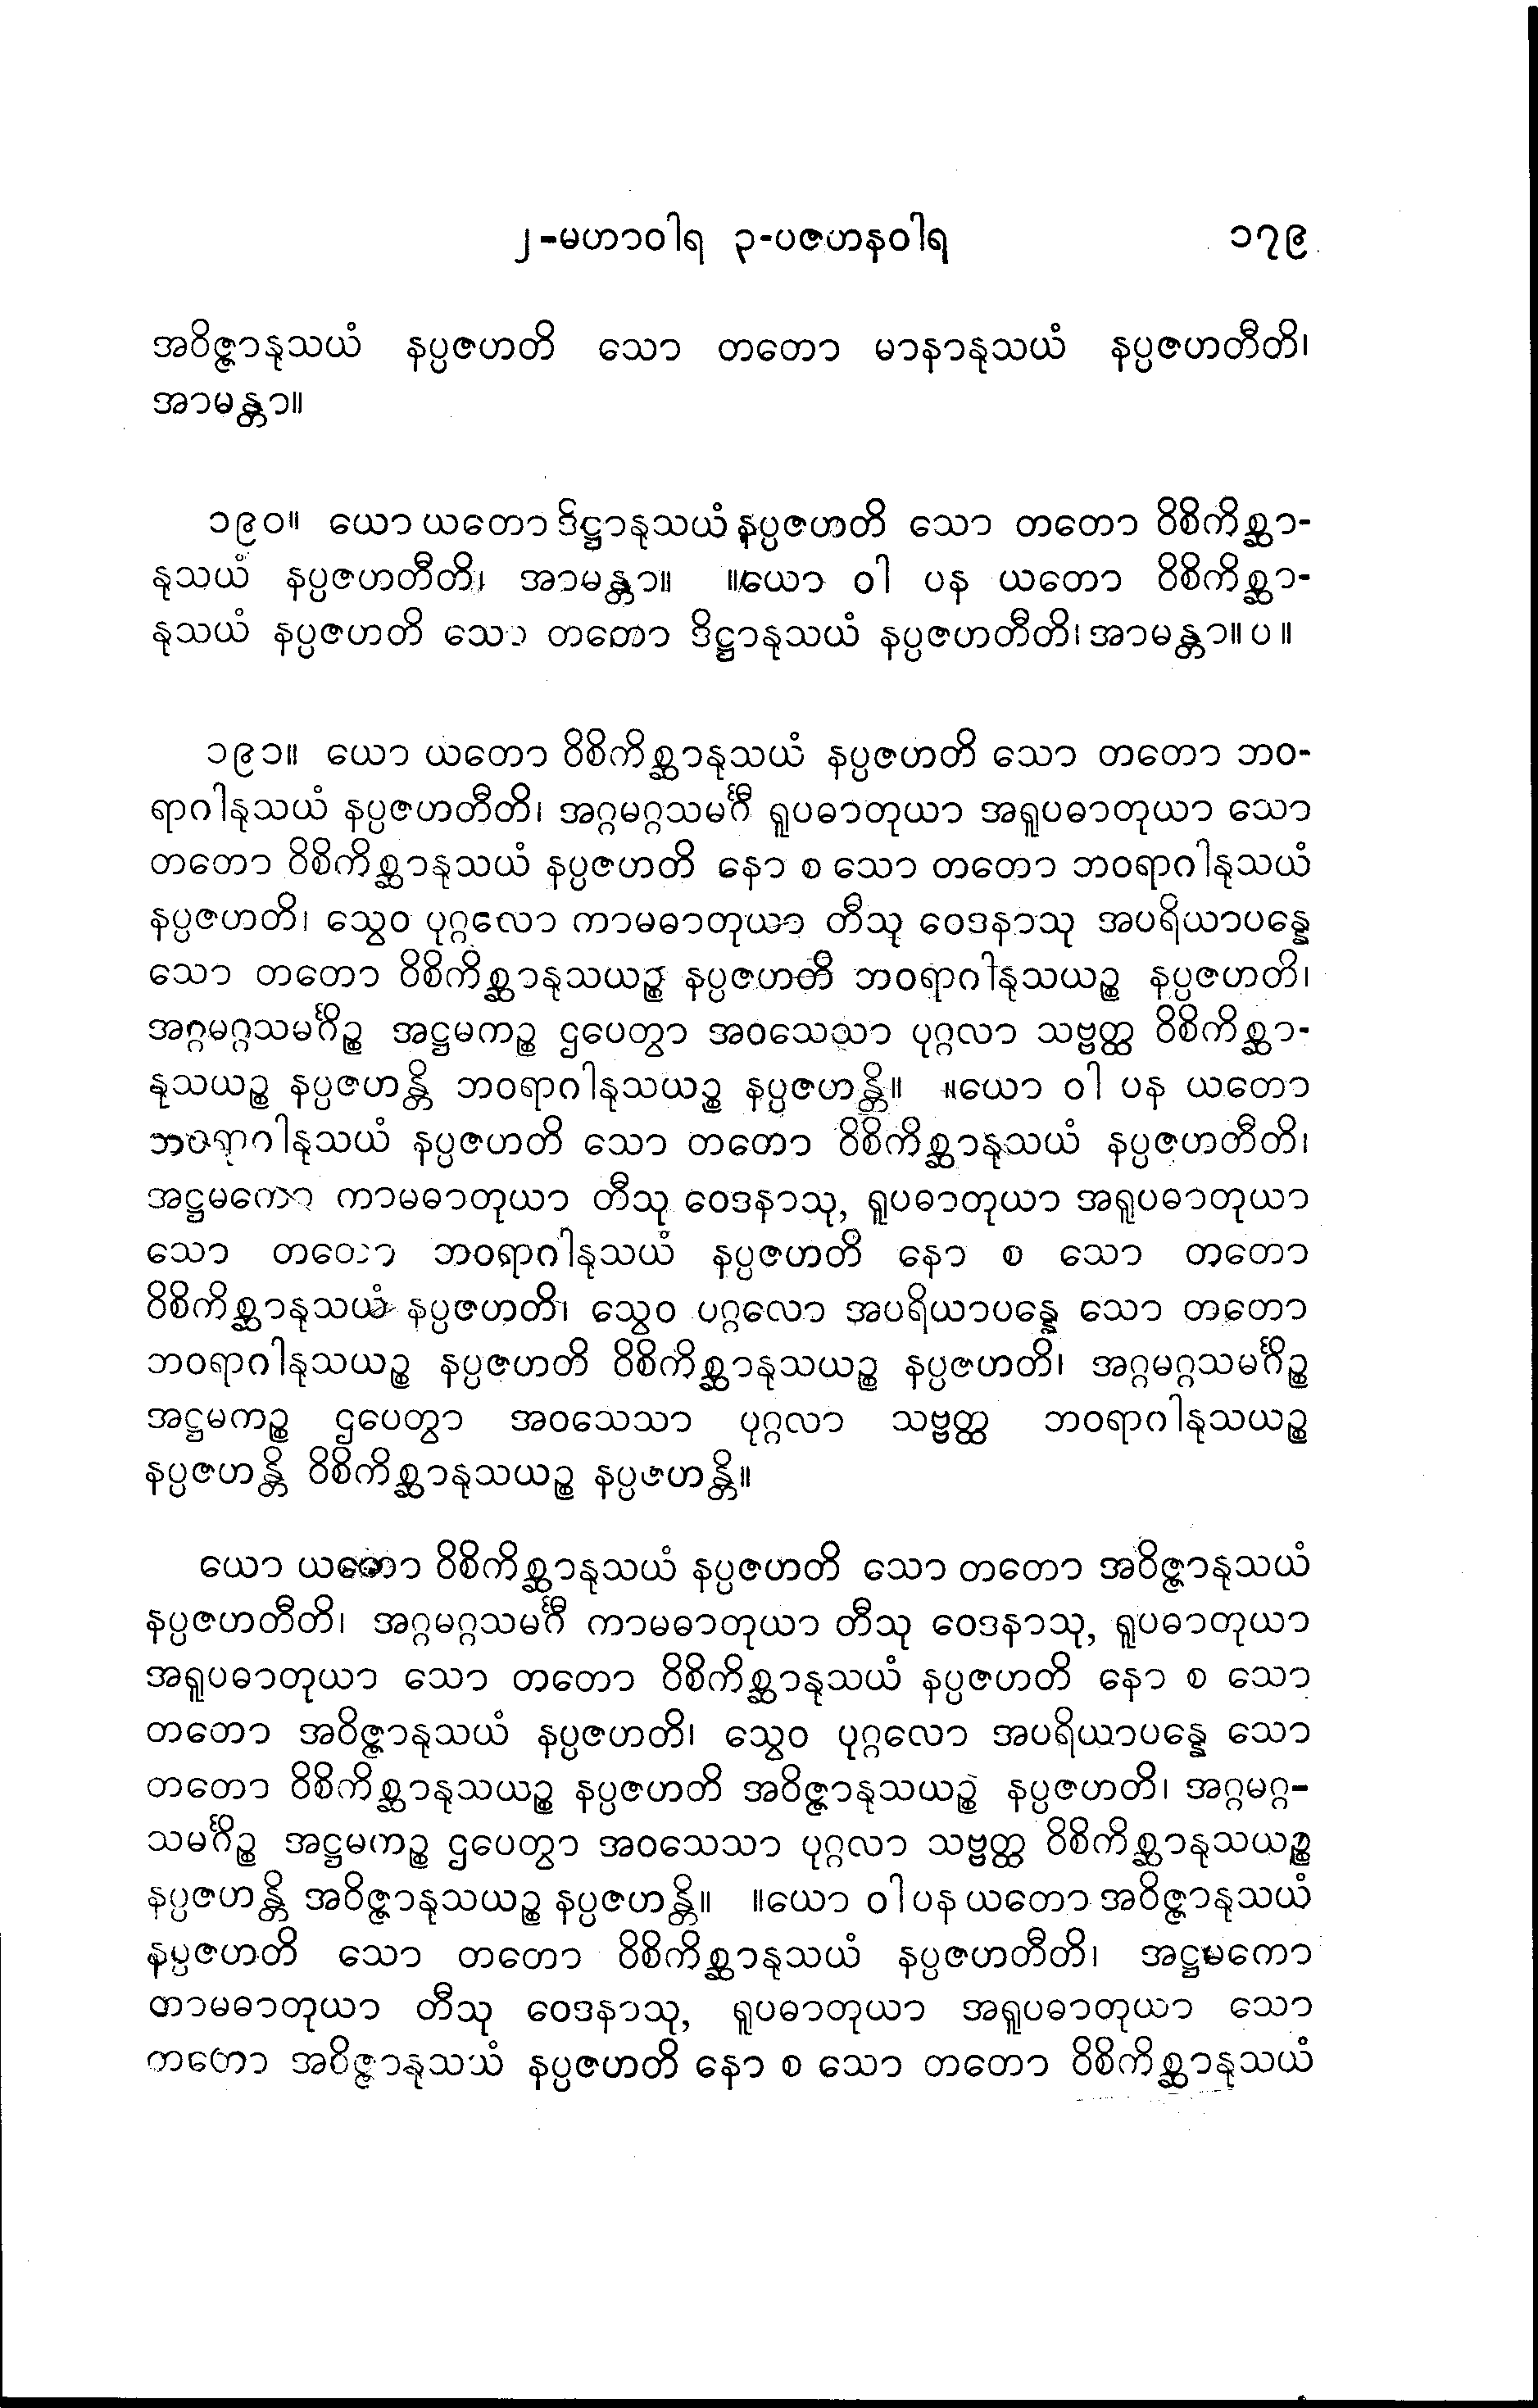 ၂-မဟာဝါရ ၃-ပဇဟနဝါရ ၁၇၉
အဝိဇ္ဇာနုသယံ နပ္ပဇဟတိ သော တတော မာနာနုသယံ နပ္ပဇဟတီတိ၊
အာမန္တာ။
၁၉၀။ ယော ယတော ဒိဋ္ဌာနုသယံ နပ္ပဇဟတိ သော တတော ဝိစိကိစ္ဆာ-
နုသယံ နပ္ပဇဟတီတိ၊ အာမန္တာ။ ။ယော ဝါ ပန ယတော ဝိစိကိစ္ဆာ-
နုသယံ နပ္ပဇဟတိ သော တတော ဒိဋ္ဌာနုသယံ နပ္ပဇဟတီတိ၊ အာမန္တာ။ ပ ။
၁၉၁။ ယော ယတော ဝိစိကိစ္ဆာနုသယံ နပ္ပဇဟတိ သော တတော ဘဝ-
ရာဂါနုသယံ နပ္ပဇဟတီတိ၊ အဂ္ဂမဂ္ဂသမင်္ဂီ ရူပဓာတုယာ အရူပဓာတုယာ သော
တတော ဝိစိကိစ္ဆာနုသယံ နပ္ပဇဟတိ နော စ သော တတော ဘဝရာဂါနုသယံ
နပ္ပဇဟတိ၊ သွေဝ ပုဂ္ဂလော ကာမဓာတုယာ တီသု ဝေဒနာသု အပရိယာပန္နေ
သော တတော ဝိစိကိစ္ဆာနုသယဉ္စ နပ္ပဇဟတိ ဘဝရာဂါနုသယဉ္စ နပ္ပဇဟတိ၊
အဂ္ဂမဂ္ဂသမင်္ဂိဉ္စ အဋ္ဌမကဉ္စ ဌပေတွာ အဝသေသာ ပုဂ္ဂလာ သဗ္ဗတ္ထ ဝိစိကိစ္ဆာ-
နုသယဉ္စ နပ္ပဇဟန္တိ ဘဝရာဂါနုသယဉ္စ နပ္ပဇဟန္တိ။ ။ယော ဝါ ပန ယတော
ဘဝရာဂါနုသယံ နပ္ပဇဟတိ သော တတော ဝိစိကိစ္ဆာနုသယံ နပ္ပဇဟတီတိ၊
အဋ္ဌမကော ကာမဓာတုယာ တီသု ဝေဒနာသု, ရူပဓာတုယာ အရူပဓာတုယာ
သော တတော ဘဝရာဂါနုသယံ နပ္ပဇဟတိ နော စ သော တတော
ဝိစိကိစ္ဆာနုသယံ နပ္ပဇဟတိ၊ သွေဝ ပဂ္ဂလော အပရိယာပန္နေ သော တတော
ဘဝရာဂါနုသယဉ္စ နပ္ပဇဟတိ ဝိစိကိစ္ဆာနုသယဉ္စ နပ္ပဇဟတိ၊ အဂ္ဂမဂ္ဂသမင်္ဂိဉ္စ
အဋ္ဌမကဉ္စ ဌပေတွာ အဝသေသာ ပုဂ္ဂလာ သဗ္ဗတ္ထ ဘဝရာဂါနုသယဉ္စ
နပ္ပဇဟန္တိ ဝိစိကိစ္ဆာနုသယဉ္စ နပ္ပဇဟန္တိ။
ယော ယတော ဝိစိကိစ္ဆာနုသယံ နပ္ပဇဟတိ သော တတော အဝိဇ္ဇာနုသယံ
နပ္ပဇဟတီတိ၊ အဂ္ဂမဂ္ဂသမင်္ဂီ ကာမဓာတုယာ တီသု ဝေဒနာသု, ရူပဓာတုယာ
အရူပဓာတုယာ သော တတော ဝိစိကိစ္ဆာနုသယံ နပ္ပဇဟတိ နော စ သော
တတော အဝိဇ္ဇာနုသယံ နပ္ပဇဟတိ၊ သွေဝ ပုဂ္ဂလော အပရိယာပန္နေ သော
တတော ဝိစိကိစ္ဆာနုသယဉ္စ နပ္ပဇဟတိ အဝိဇ္ဇာနုသယဉ္စ နပ္ပဇဟတိ၊ အဂ္ဂမဂ္ဂ-
သမင်္ဂိဉ္စ အဋ္ဌမကဉ္စ ဌပေတွာ အဝသေသာ ပုဂ္ဂလာ သဗ္ဗတ္ထ ဝိစိကိစ္ဆာနုသယဉ္စ
နပ္ပဇဟန္တိ အဝိဇ္ဇာနုသယဉ္စ နပ္ပဇဟန္တိ။ ။ယော ဝါ ပန ယတော အဝိဇ္ဇာနုသယံ
နပ္ပဇဟတိ သော တတော ဝိစိကိစ္ဆာနုသယံ နပ္ပဇဟတီတိ၊ အဋ္ဌမကော
ကာမဓာတုယာ တီသု ဝေဒနာသု, ရူပဓာတုယာ အရူပဓာတုယာ သော
တတော အဝိဇ္ဇာနုသယံ နပ္ပဇဟတိ နော စ သော တတော ဝိစိကိစ္ဆာနုသယံ